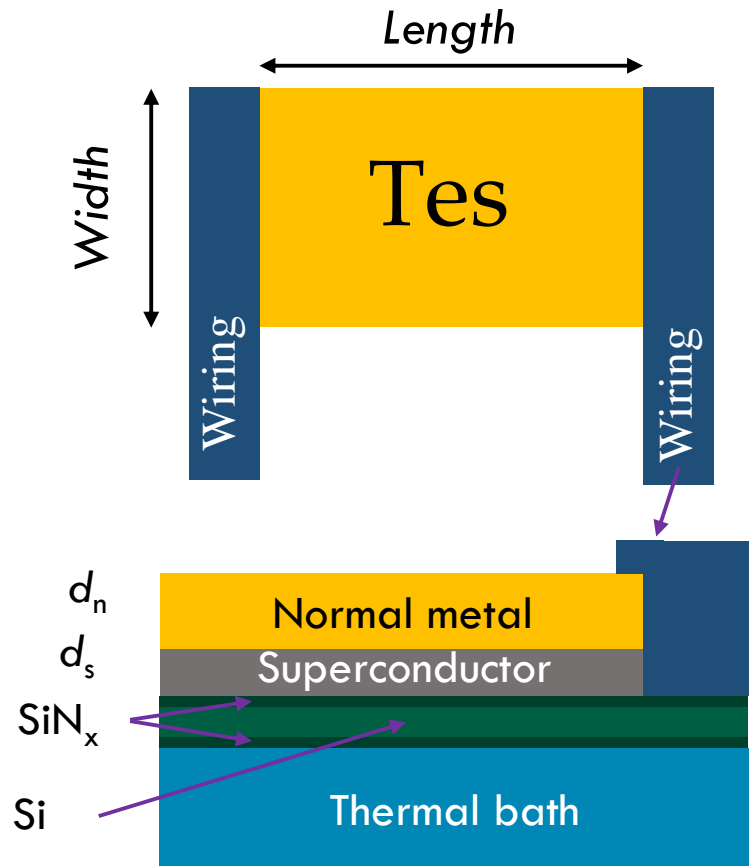 Length
Width
Tes
Wiring
Wiring
dn
Normal metal
ds
Superconductor
SiNx
Si
Thermal bath